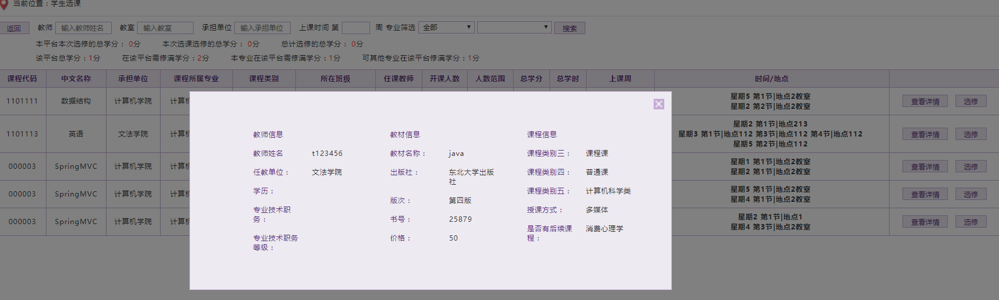 当前位置：学生选课
返回 教师 输入教师姓名 教室 输入教室 承担单位 输入承担单位 上课时间 第 周 专业筛选 全部 搜索
本平台本次选修的总学分： 0分 本次选课选修的总学分： 0分 总计选修的总学分： 0分
该平台总学分：1分 在该平台需修满学分：2分 本专业在该平台需修满学分：1分 可其他专业在该平台修满学分：1分
课程代码 中文名称 承担单位 课程所属专业 课程类别 所在班级 任课教师 开课人数 人数范围 总学分 总学时 上课周 时间/地点
星期5 第1节|地点2教室
1101111 数据结构 计算机学院 计算机 查看详情 选修
星期2 第2节|地点2教室
星期2 第1节|地点213
1101113 英语 文法学院 计算机 星期3 第1节|地点112 第3节|地点112 第4节|地点112 查看详情 选修
星期5 第2节|地点112
星期1 第1节|地点2教室
000003 SpringMVC 计算机学院 计算机 查看详情 选修
星期2 第1节|地点2教室
星期5 第1节|地点2教室
000003 SpringMVC 计算机学院 计算机 查看详情 选修
星期4 第1节|地点2教室
星期2 第1节|地点1
000003 SpringMVC 计算机学院 计算机 查看详情 选修
星期4 第3节|地点2教室
教师信息
教师姓名 t123456
任教单位： 文法学院
学历：
专业技术职
务：
专业技术职务
等级：
教材信息
教材名称： java
出版社： 东北大学出版
社
版次： 第四版
书号： 25879
价格： 50
课程信息
课程类别三： 课程课
课程类别四： 普通课
课程类别五： 计算机科学类
授课方式： 多媒体
是否有后续课 消费心理学
程：